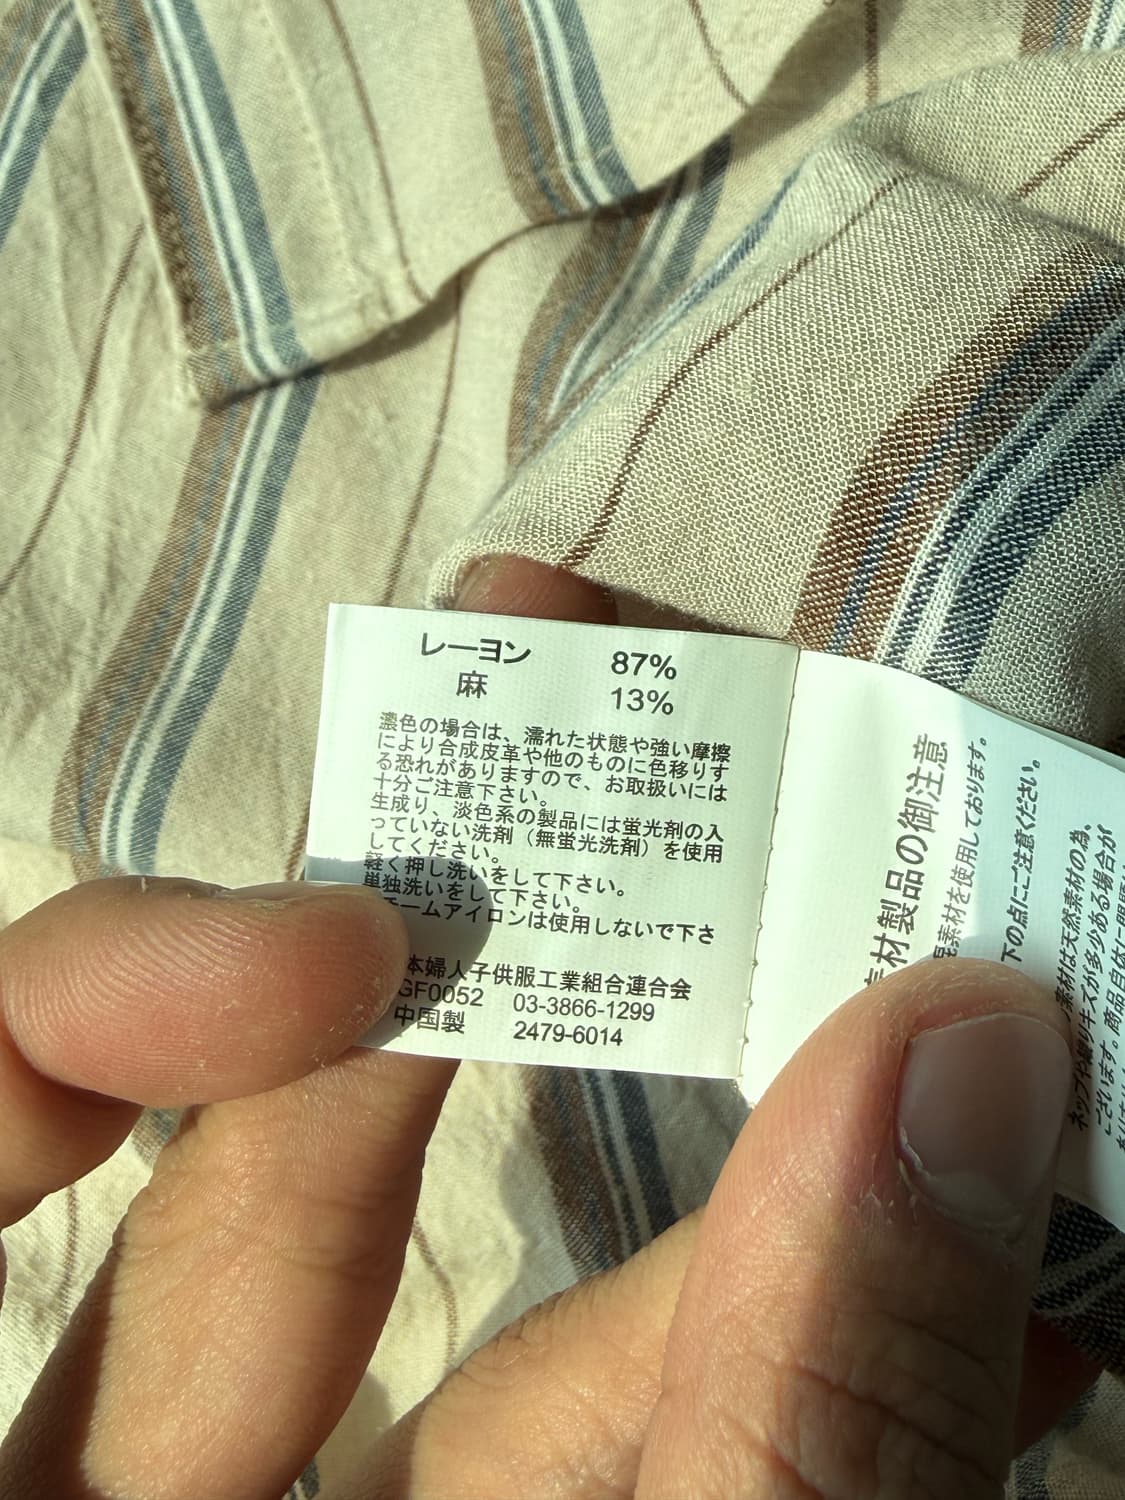 レーヨン 87%
麻 13%
濃色の場合は、濡れた状態や強い摩擦
により合成皮革や他のものに色移りす
る恐れがありますので、お取扱いには
十分ご注意下さい。
生成り、淡色系の製品には蛍光剤の入
っていない洗剤（無蛍光洗剤）を使用
してください。
軽く押し洗いをして下さい。
単独洗いをして下さい。
チームアイロンは使用しないで下さ
本婦人子供服工業組合連合会
GF0052 03-3866-1299
中国製 2479-6014
素材製品の御注意
素材を使用しております。
下の点にご注意ください。
素材は天然素材の為、
ネップや織りキズが多少ある場合が
ございます。商品自体に